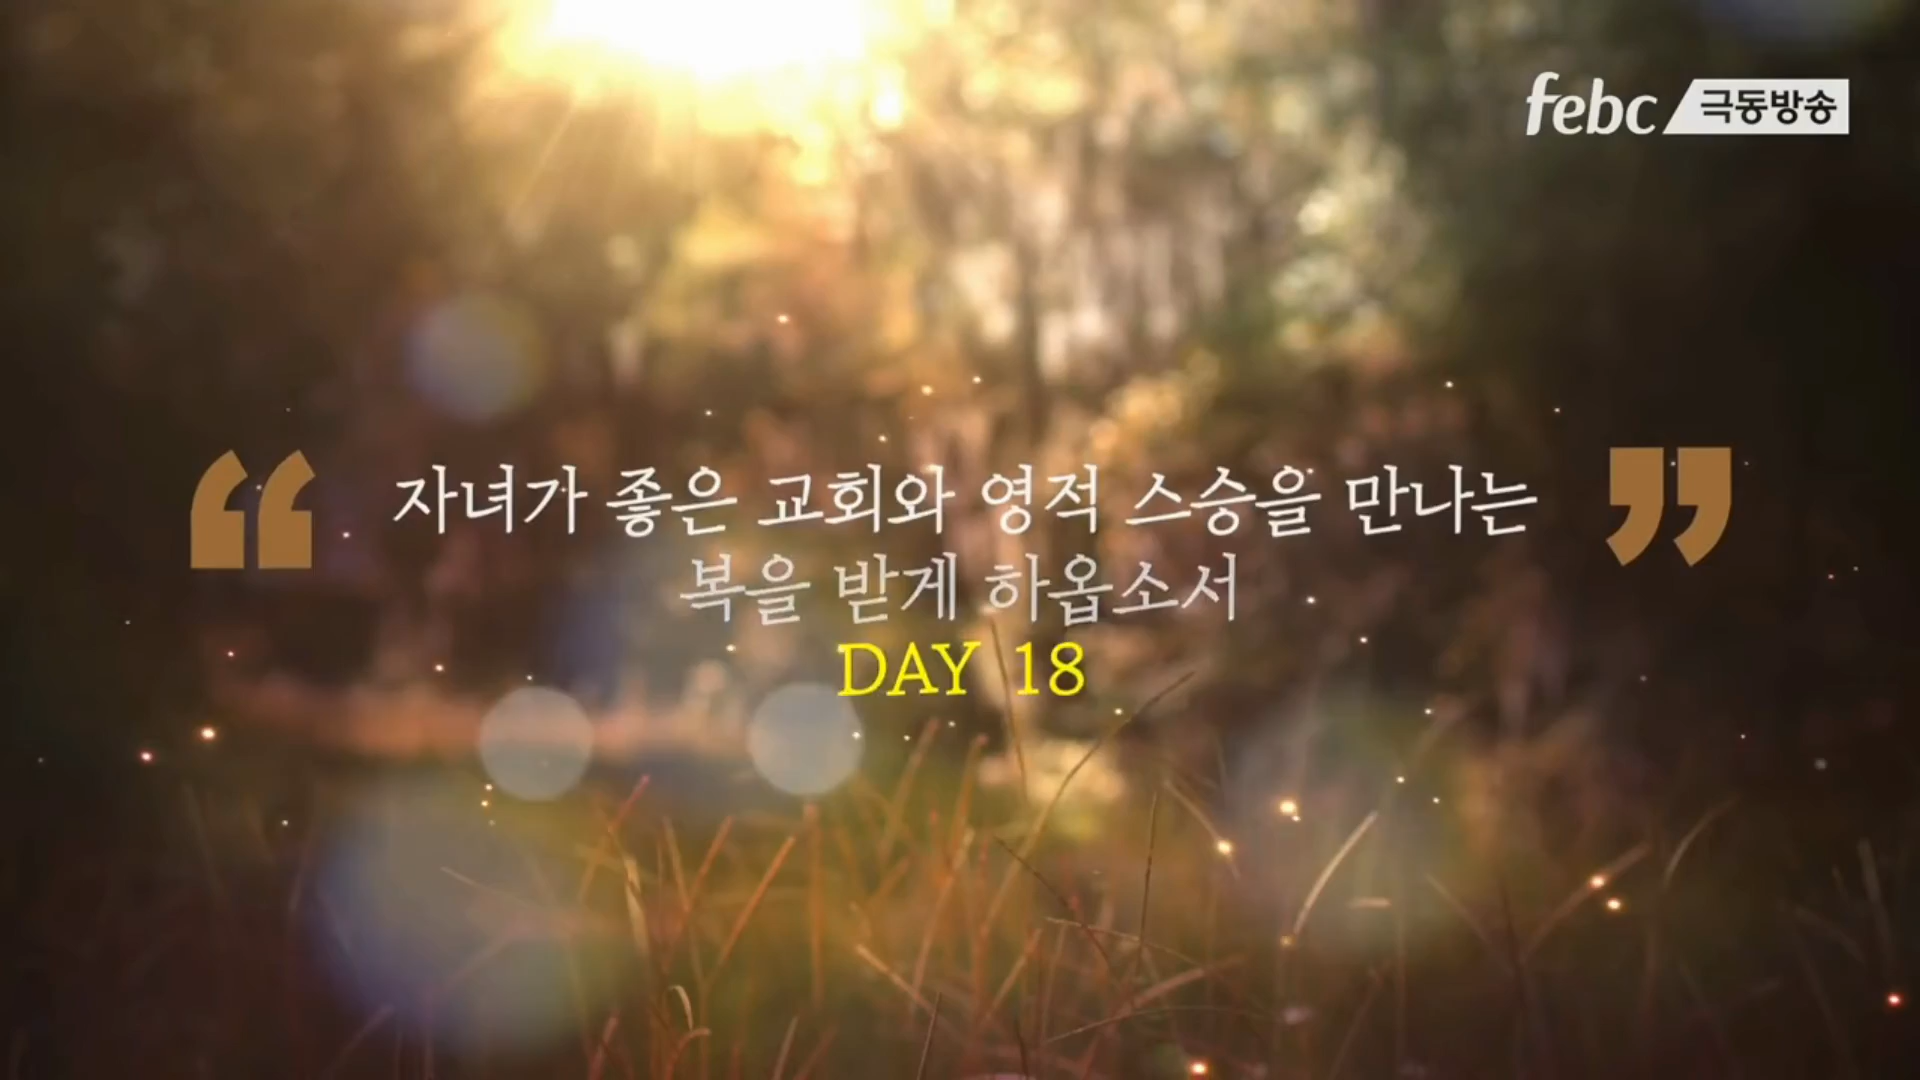 febc 극동방송
“ 자녀가 좋은 교회와 영적 스승을 만나는 ”
복을 받게 하옵소서
DAY 18